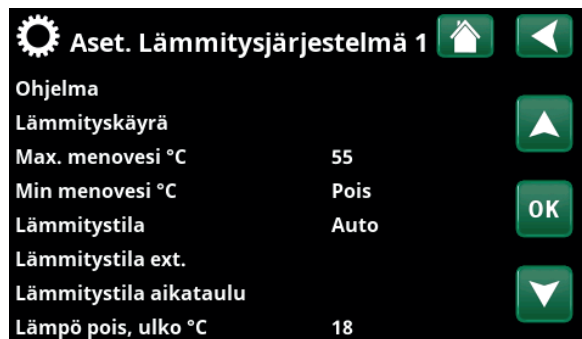 Aset. Lämmitysjärjestelmä 1
Ohjelma
Lämmityskäyrä
Max. menovesi °C 55
Min menovesi °C Pois
Lämmitystila Auto
OK
Lämmitystila ext.
Lämmitystila aikataulu
Lämpö pois, ulko °C 18